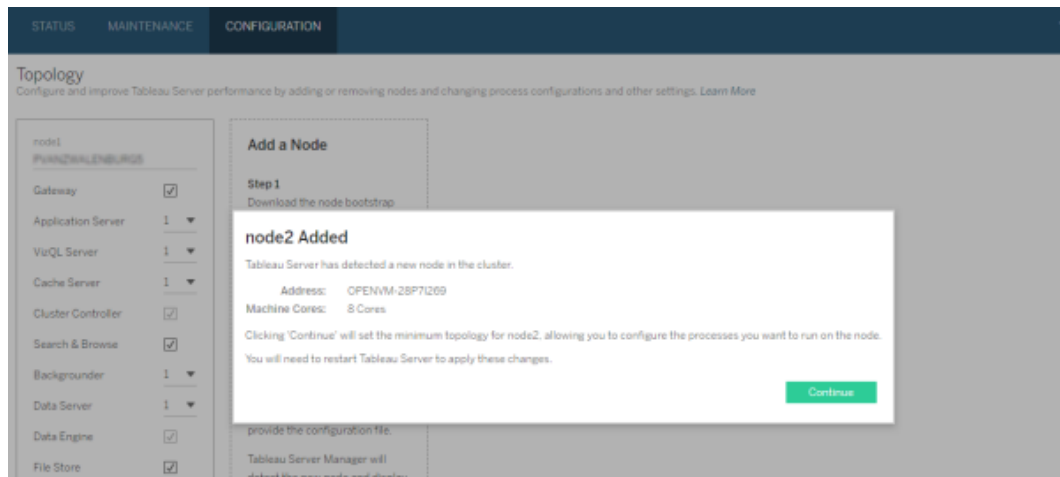 STATUS MAINTENANCE CONFIGURATION
Topology
Configure and improve Tableau Server performance by adding or removing nodes and changing process configurations and other settings. Learn More
node1
Gateway
Application Server 1
VizQL Server 1
Cache Server 1
Cluster Controller
Search & Browse
Backgrounder 1
Data Server 1
Data Engine
File Store
Add a Node
Step 1
Download the node bootstrap
node2 Added
Tableau Server has detected a new node in the cluster.
Address: OPENVM-28P7I269
Machine Cores: 8 Cores
Clicking 'Continue' will set the minimum topology for node2, allowing you to configure the processes you want to run on the node.
You will need to restart Tableau Server to apply these changes.
Continue
provide the configuration file.
Tableau Server Manager will
detect the new node and display